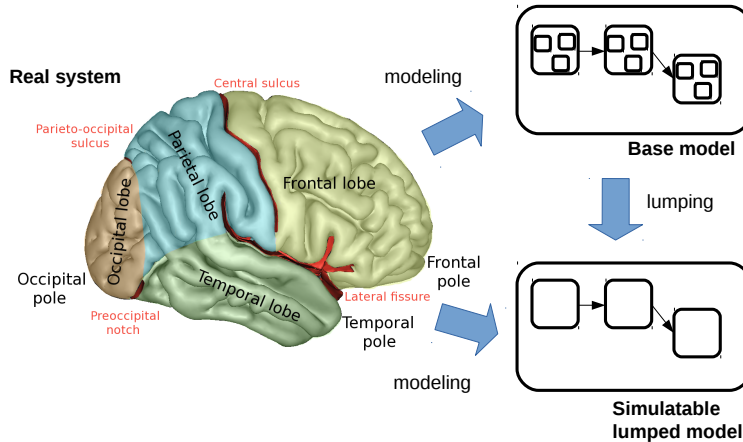 Real system
Central sulcus
modeling
Parieto-occipital
sulcus
Parietal lobe
Frontal lobe
Occipital lobe
Base model
lumping
Occipital
pole
Temporal lobe
Frontal
pole
Lateral fissure
Preoccipital
notch
Temporal
pole
modeling
Simulatable
lumped model